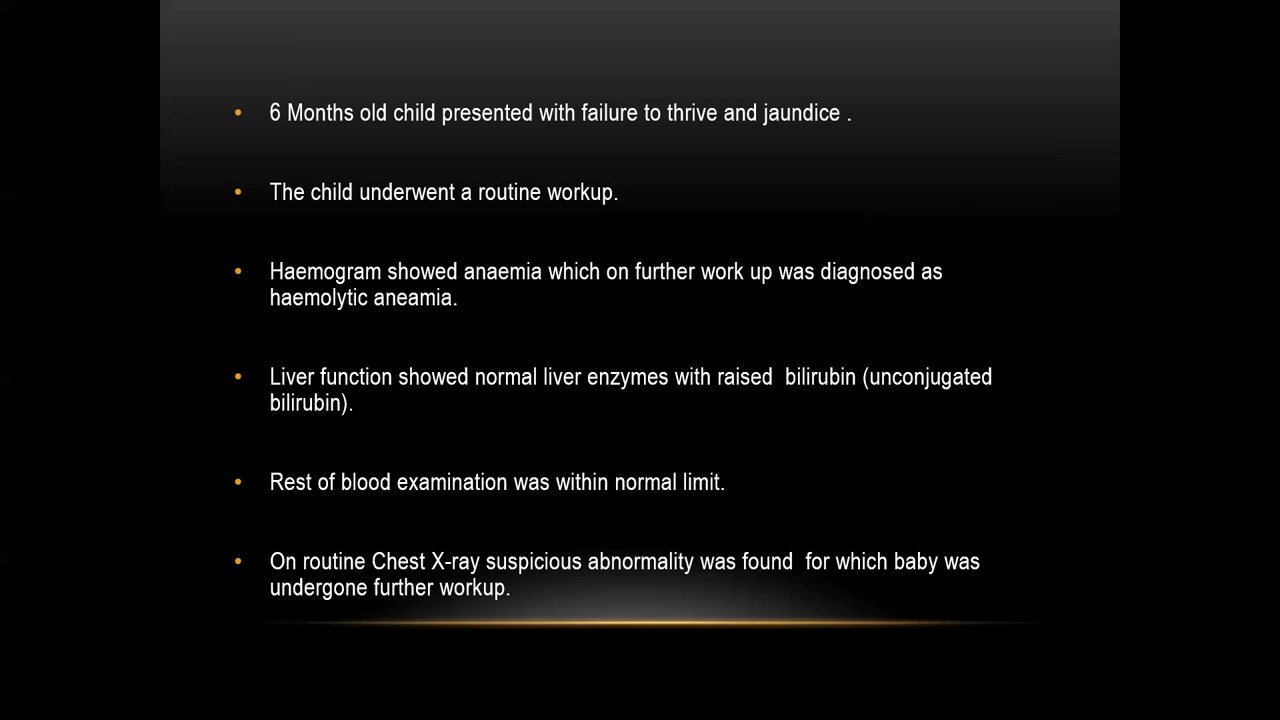 • 6 Months old child presented with failure to thrive and jaundice .
• The child underwent a routine workup.
• Haemogram showed anaemia which on further work up was diagnosed as
haemolytic aneamia.
• Liver function showed normal liver enzymes with raised  bilirubin (unconjugated
bilirubin).
• Rest of blood examination was within normal limit.
• On routine Chest X-ray suspicious abnormality was found  for which baby was
undergone further workup.